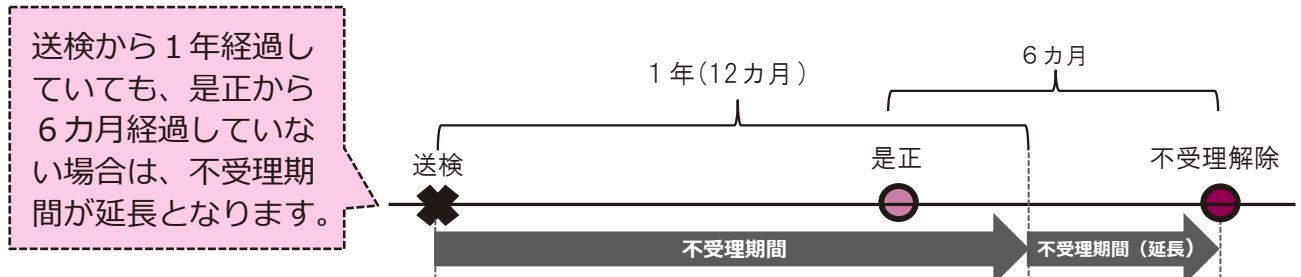 送検から１年経過し
ていても、是正から
６カ月経過していな
い場合は、不受理期
間が延長となります。
６カ月
１年(12カ月)
送検
是正
不受理解除
不受理期間
不受理期間（延長）